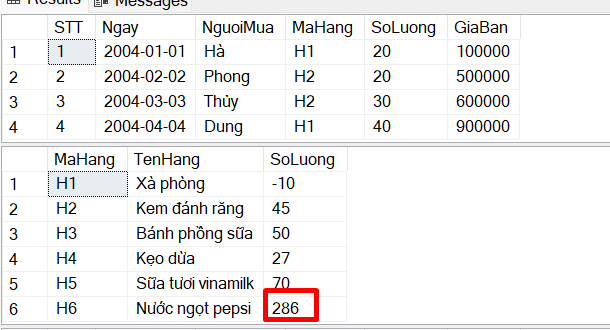 Results Messages
STT Ngay NguoiMua MaHang SoLuong GiaBan
1 1 2004-01-01 Hà H1 20 100000
2 2 2004-02-02 Phong H2 20 500000
3 3 2004-03-03 Thủy H2 30 600000
4 4 2004-04-04 Dung H1 40 900000
MaHang TenHang SoLuong
1 H1 Xà phòng -10
2 H2 Kem đánh răng 45
3 H3 Bánh phồng sữa 50
4 H4 Kẹo dừa 27
5 H5 Sữa tươi vinamilk 70
6 H6 Nước ngọt pepsi 286